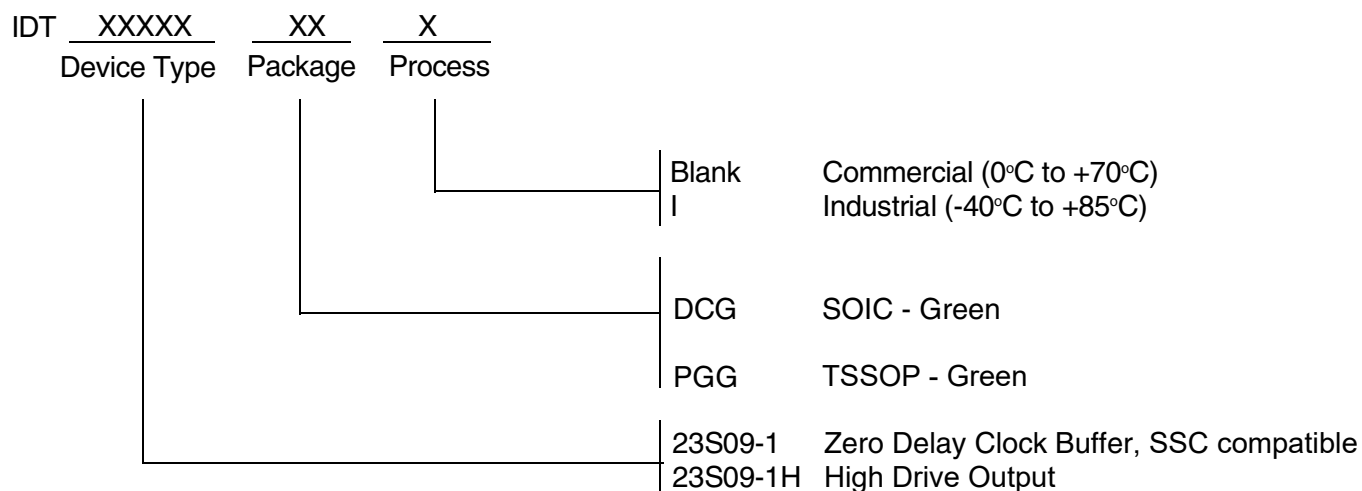 IDT XXXXX XX X
Device Type Package Process
Blank Commercial (0°C to +70°C)
I Industrial (-40°C to +85°C)
DCG SOIC - Green
PGG TSSOP - Green
23S09-1 Zero Delay Clock Buffer, SSC compatible
23S09-1H High Drive Output